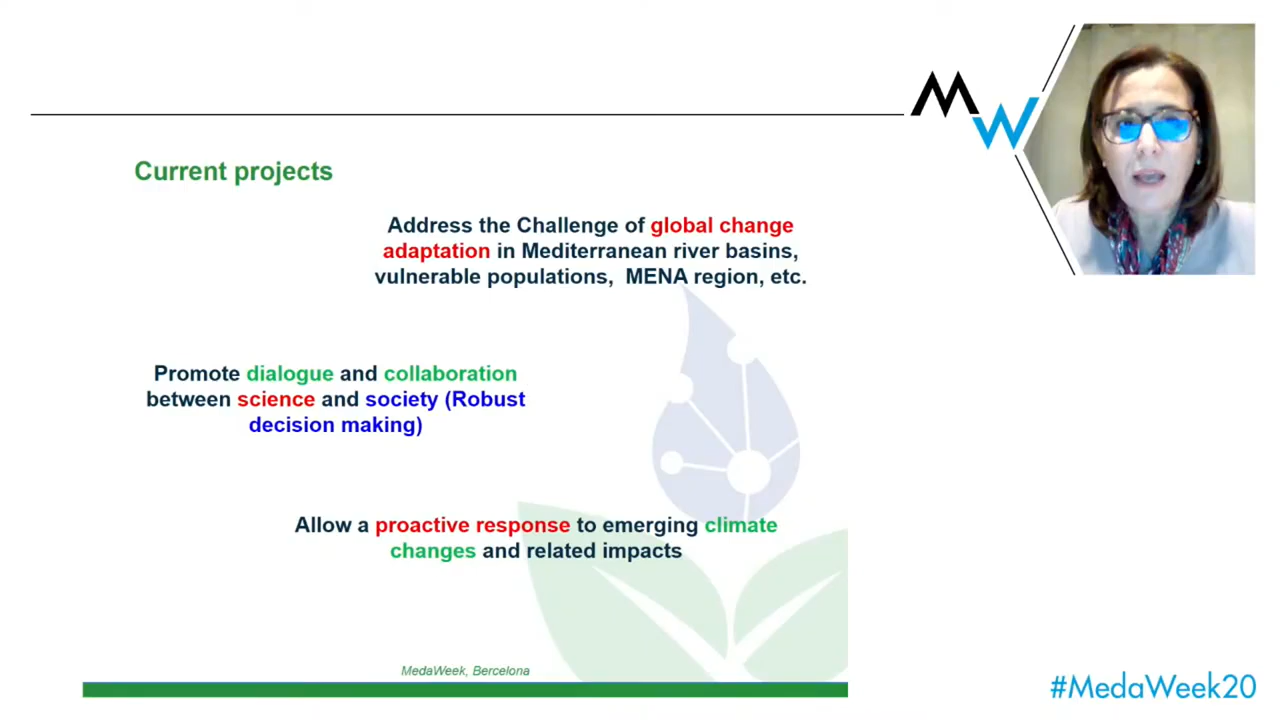 MW
Current projects
Address the Challenge of global change
adaptation in Mediterranean river basins,
vulnerable populations, MENA region, etc.
Promote dialogue and collaboration
between science and society (Robust
decision making)
Allow a proactive response to emerging climate
changes and related impacts
MedaWeek, Bercelona
#MedaWeek20